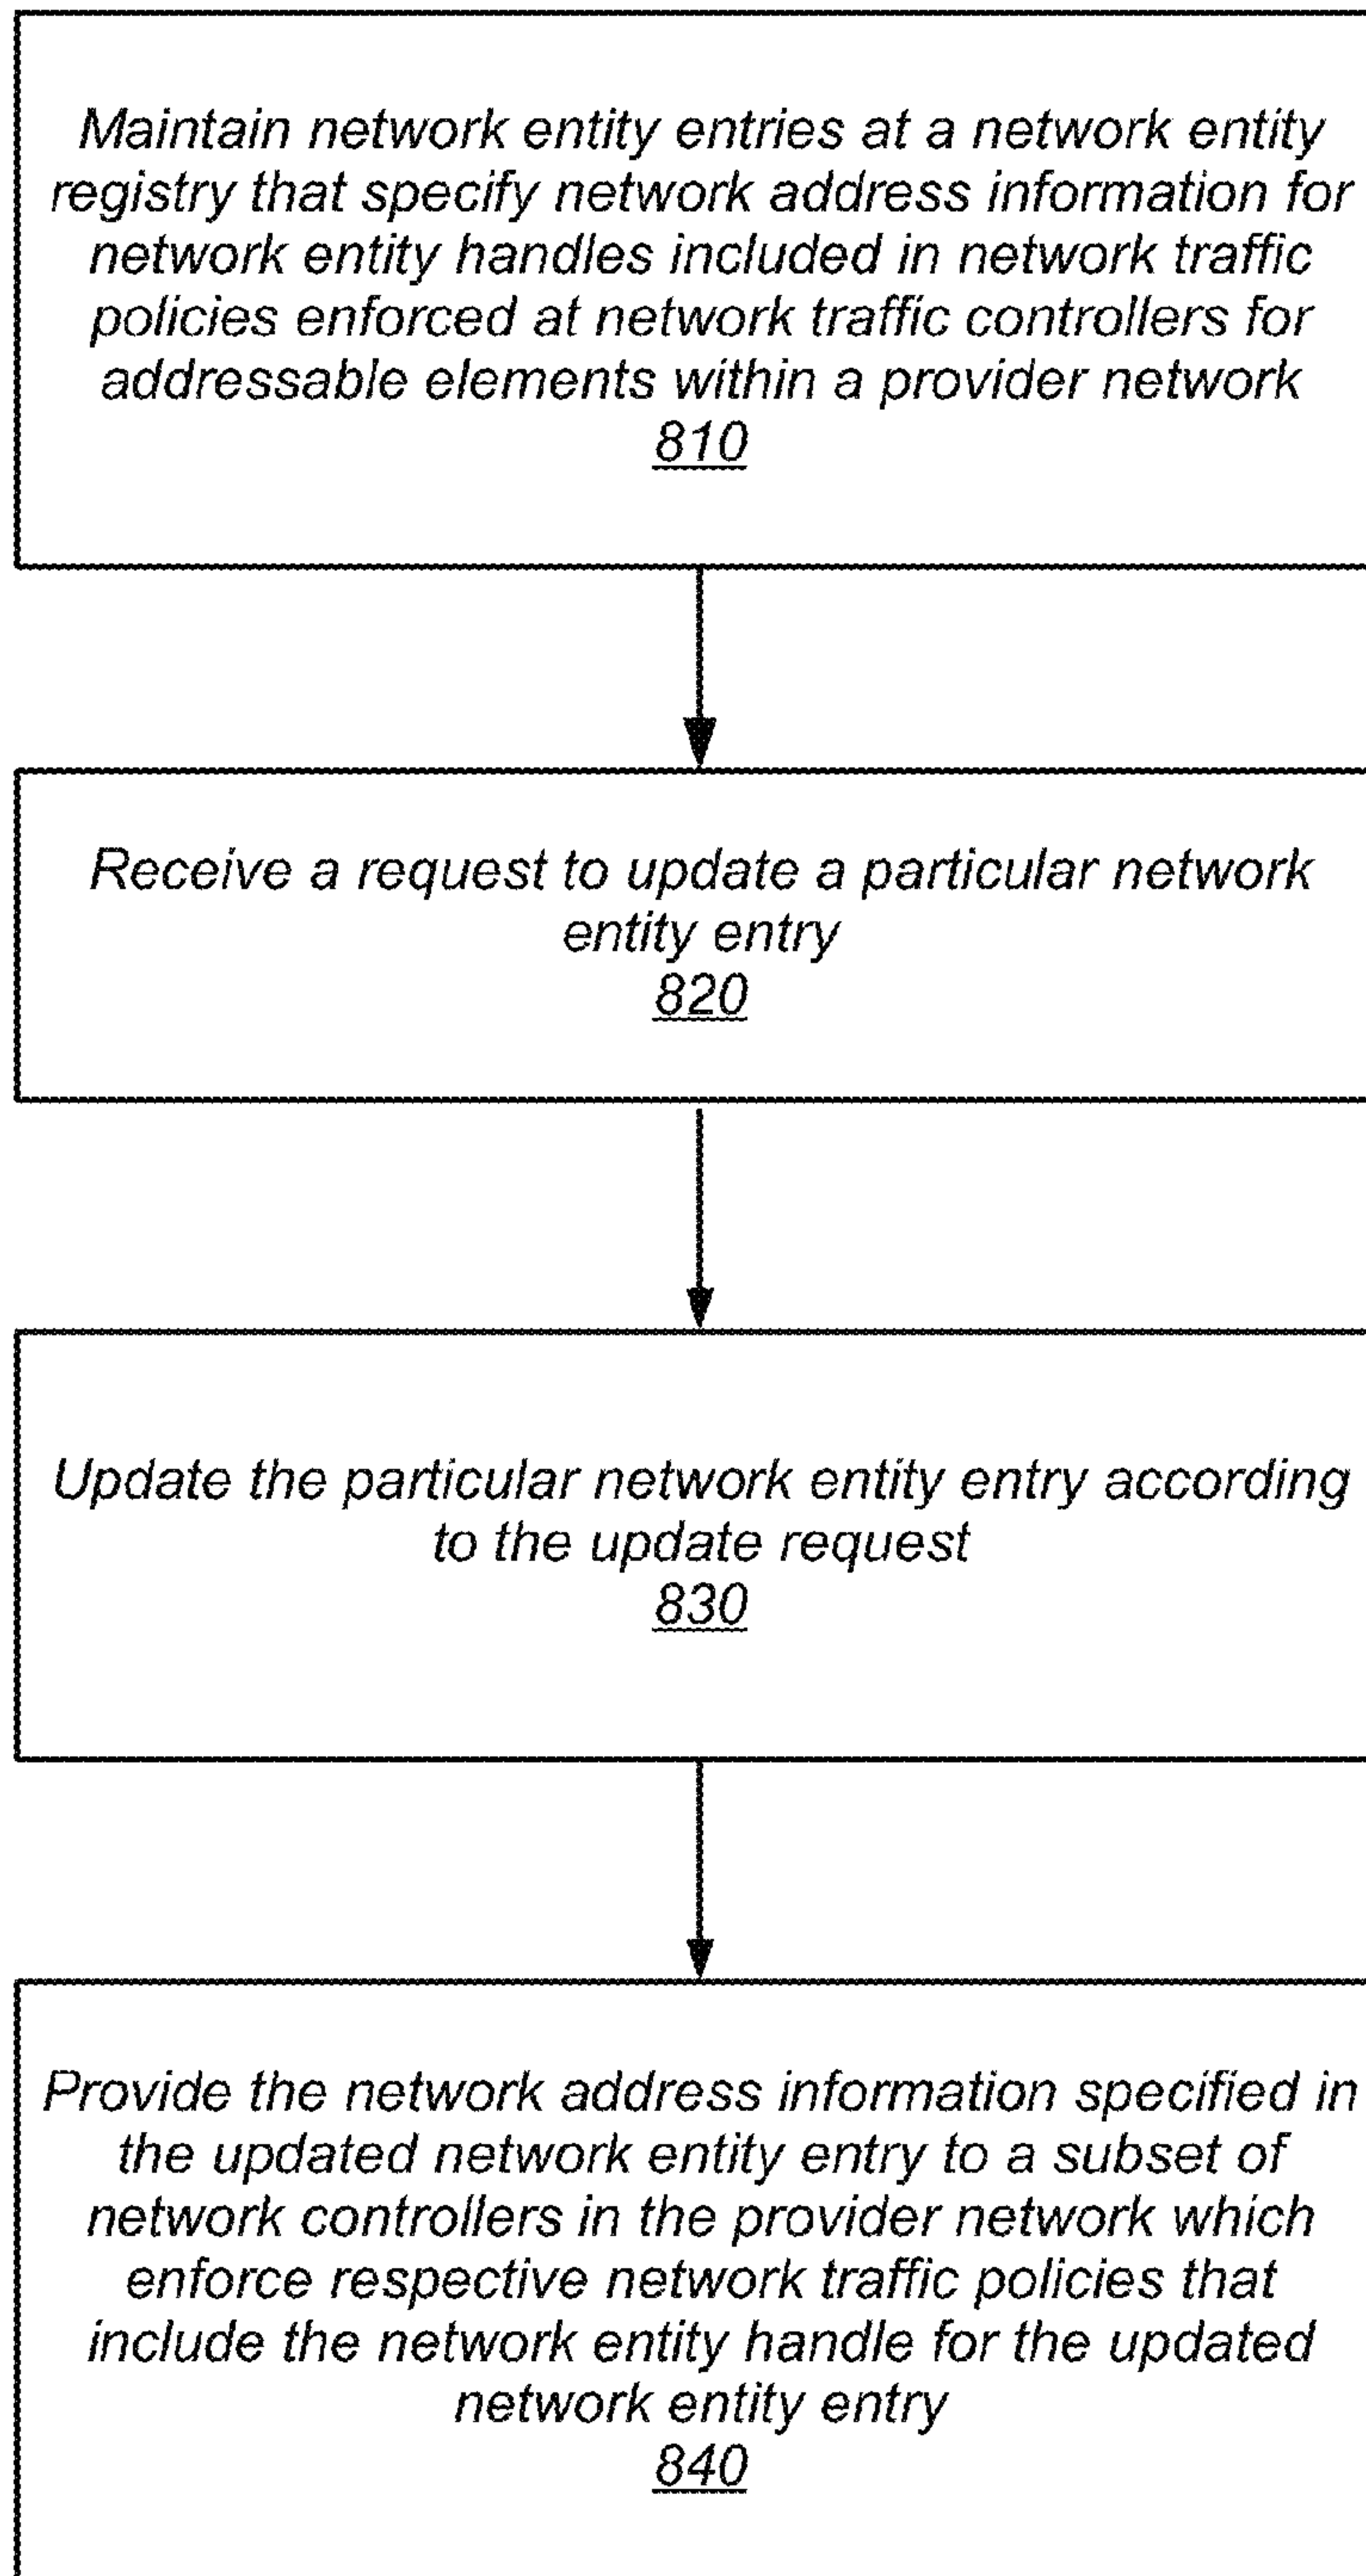 Maintain network entity entries at a network entity
registry that specify network address information for
network entity handles included in network traffic
policies enforced at network traffic controllers for
addressable elements within a provider network
810
Receive a request to update a particular network
entity entry
820
Update the particular network entity entry according
to the update request
830
Provide the network address information specified in
the updated network entity entry to a subset of
network controllers in the provider network which
enforce respective network traffic policies that
include the network entity handle for the updated
network entity entry
840